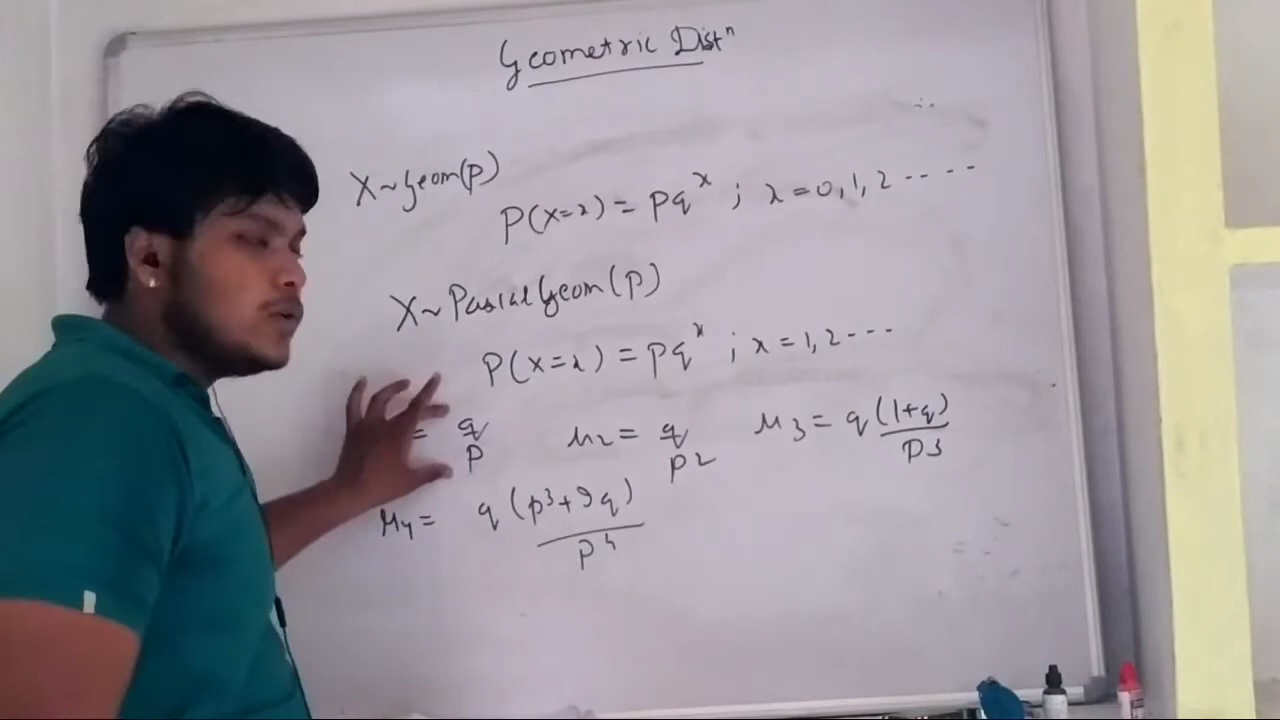 Geometric Distⁿ
X ~ Geom(p)
P(X=x) = pq^x ; x = 0, 1, 2 ----
X ~ Pascal Geom(p)
P(X=x) = pq^x ; x = 1, 2 ---
= q/p μ2 = q/p2 μ3 = q(1+q)/p3
μ4 = q(p3+9q)/p4